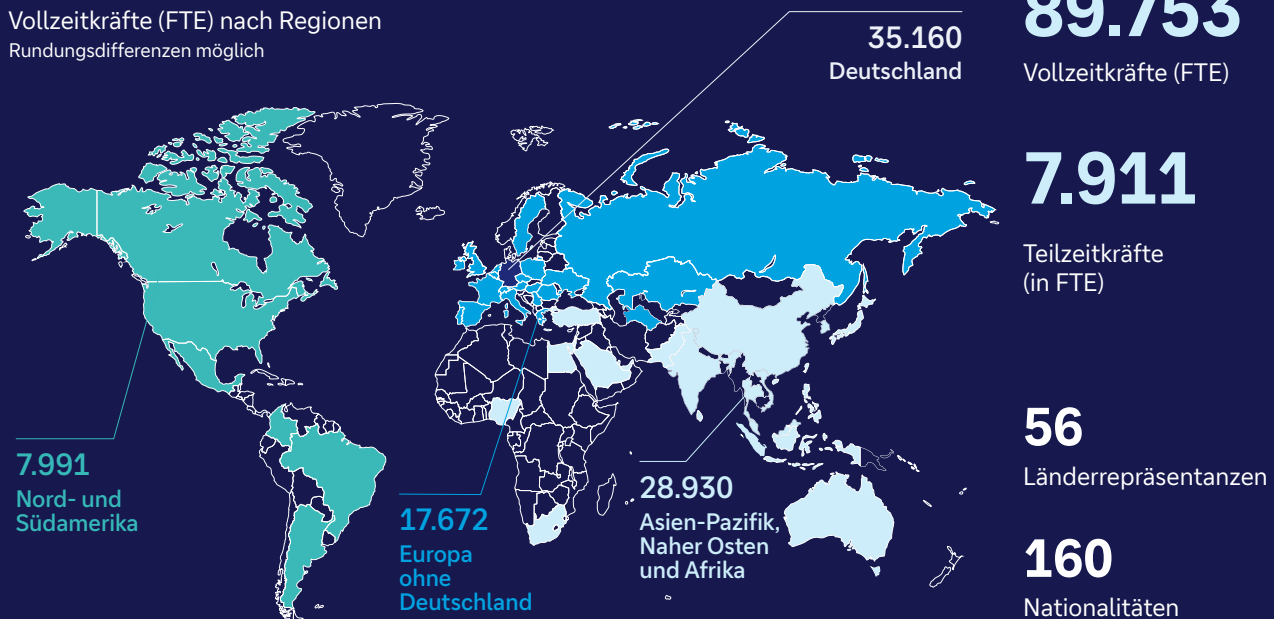 Vollzeitkräfte (FTE) nach Regionen
Rundungsdifferenzen möglich
35.160
Deutschland
7.991
Nord- und
Südamerika
17.672
Europa
ohne
Deutschland
28.930
Asien-Pazifik,
Naher Osten
und Afrika
89.753
Vollzeitkräfte (FTE)
7.911
Teilzeitkräfte
(in FTE)
56
Länderrepräsentanzen
160
Nationalitäten